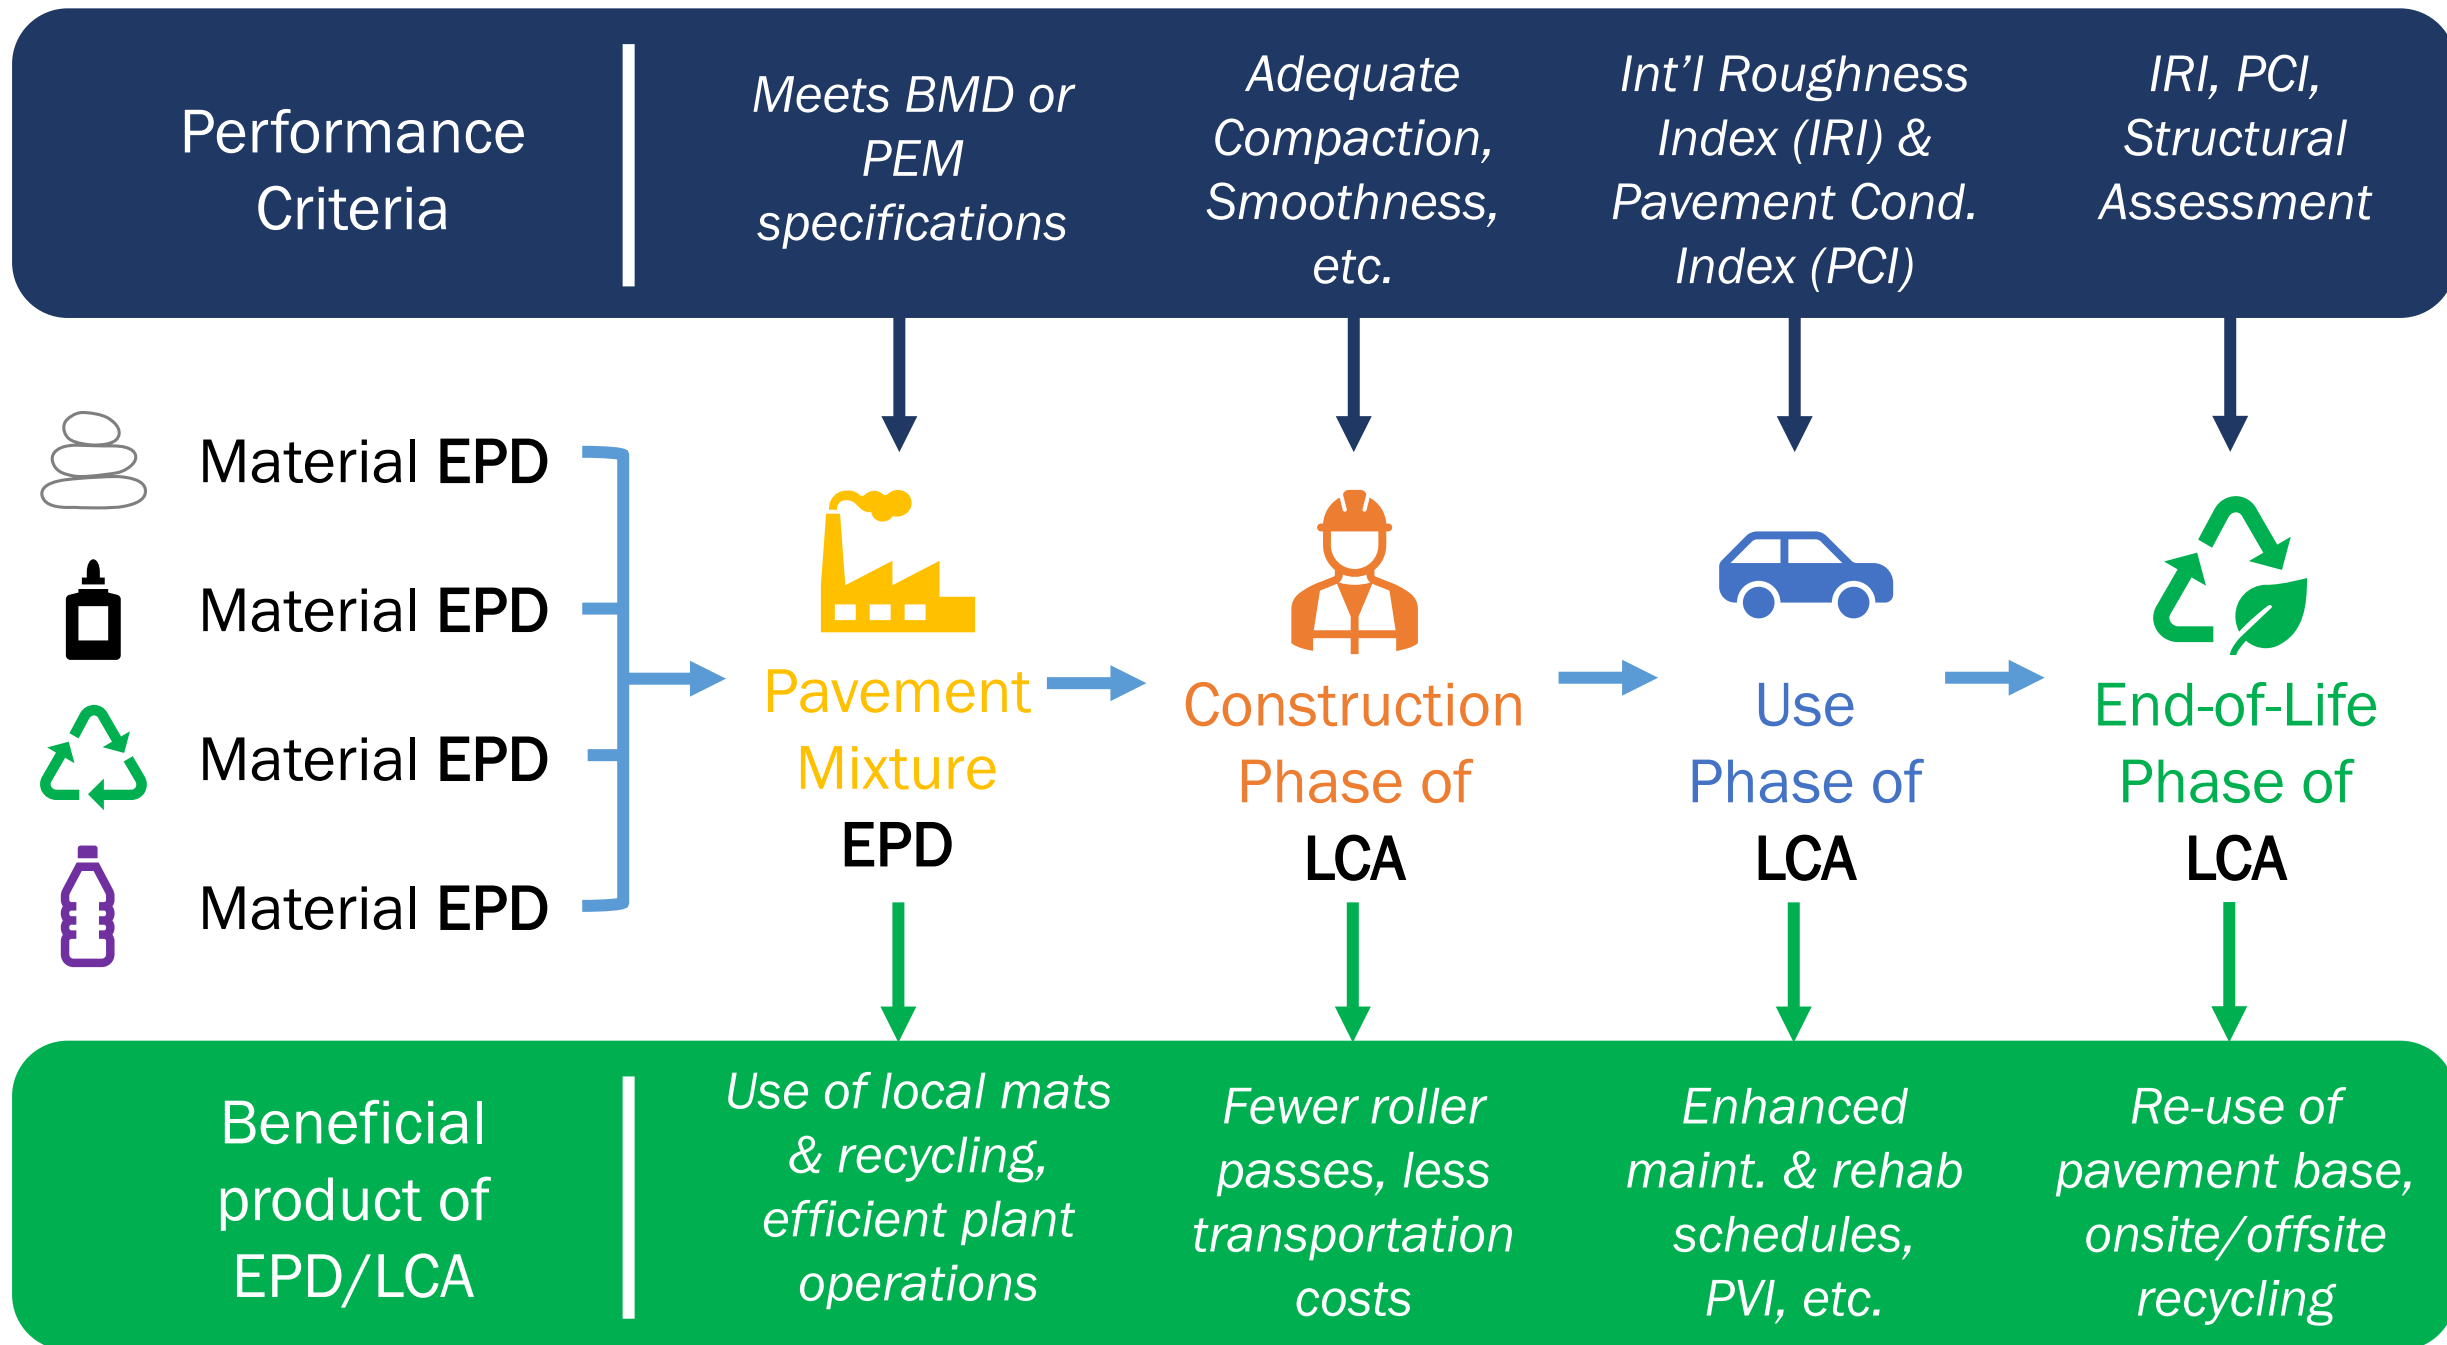 Performance
Criteria
Meets BMD or
PEM
specifications
Adequate
Compaction,
Smoothness,
etc.
Int'l Roughness
Index (IRI) &
Pavement Cond.
Index (PCI)
IRI, PCI,
Structural
Assessment
Material EPD
Material EPD
Material EPD
Material EPD
Pavement
Mixture
EPD
Construction
Phase of
LCA
Use
Phase of
LCA
End-of-Life
Phase of
LCA
Beneficial
product of
EPD/LCA
Use of local mats
& recycling,
efficient plant
operations
Fewer roller
passes, less
transportation
costs
Enhanced
maint. & rehab
schedules,
PVI, etc.
Re-use of
pavement base,
onsite/offsite
recycling